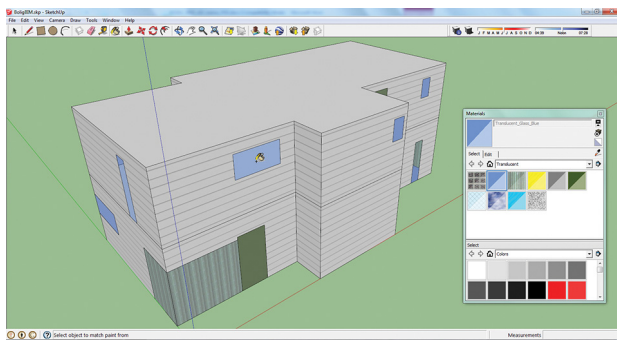 BoligBIM.skp - SketchUp
File Edit View Camera Draw Tools Window Help
J F M A M J J A S O N D
Materials
Translucent_Glass_Blue
Select Edit
Translucent
Select
Colors
Select object to match paint from
Measurements